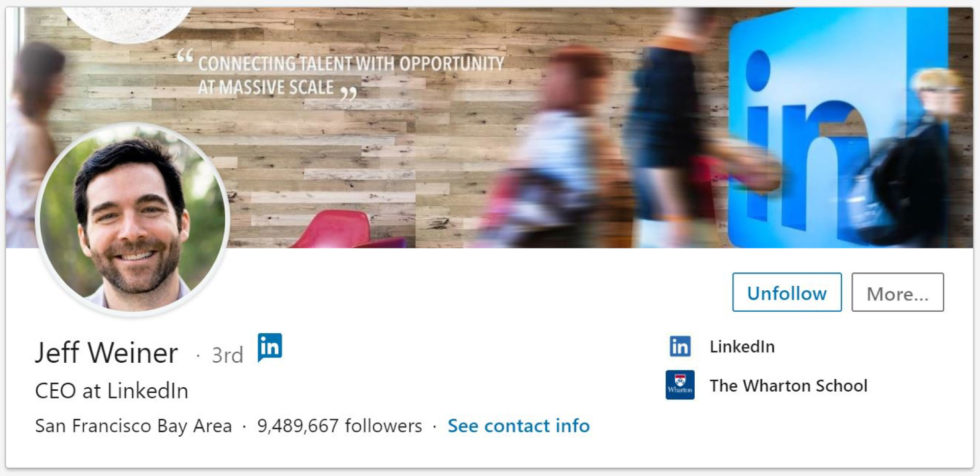 “ CONNECTING TALENT WITH OPPORTUNITY
AT MASSIVE SCALE ”
in
Unfollow
More...
Jeff Weiner · 3rd in
CEO at LinkedIn
San Francisco Bay Area · 9,489,667 followers · See contact info
in LinkedIn
Wharton The Wharton School